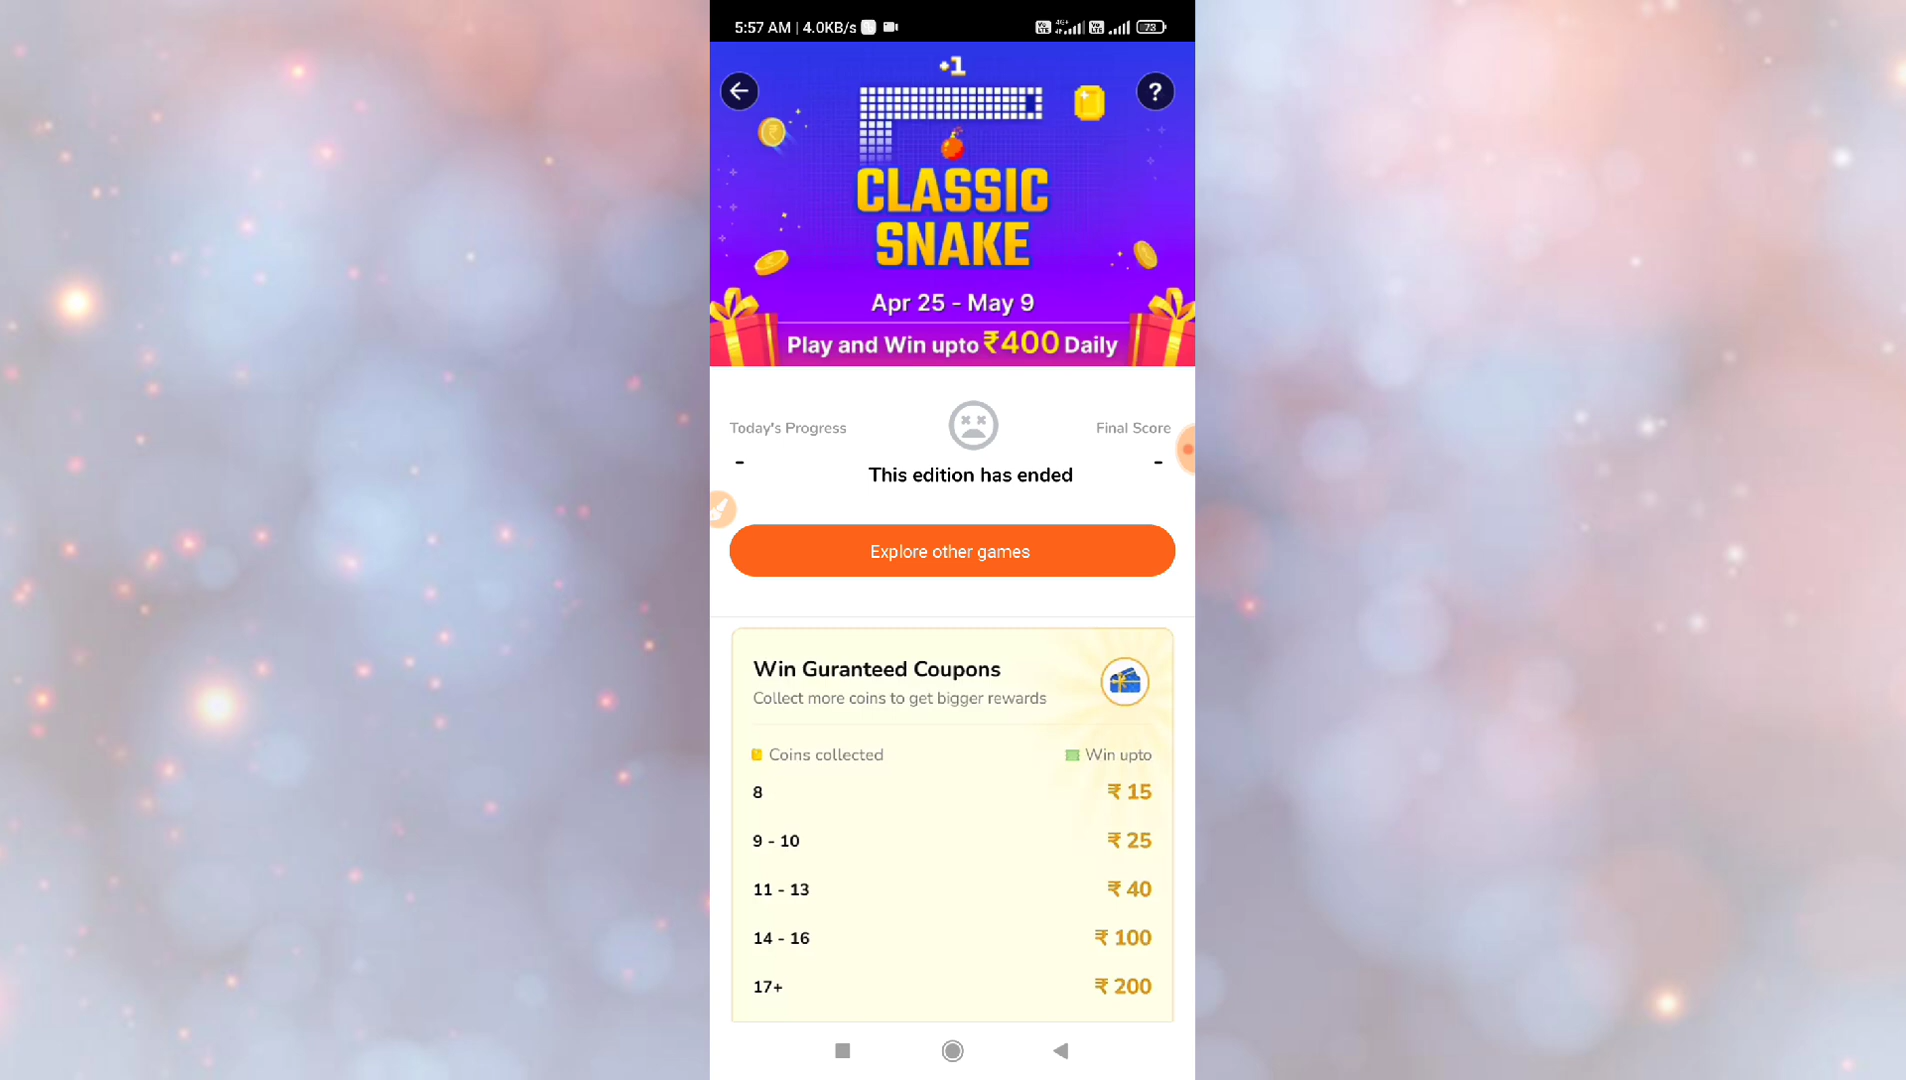 5:57 AM | 4.0KB/s
73
+1
?
CLASSIC
SNAKE
Apr 25 - May 9
Play and Win upto ₹400 Daily
Today's Progress
Final Score
-
-
This edition has ended
Explore other games
Win Guranteed Coupons
Collect more coins to get bigger rewards
Coins collected
Win upto
8
₹ 15
9 - 10
₹ 25
11 - 13
₹ 40
14 - 16
₹ 100
17+
₹ 200